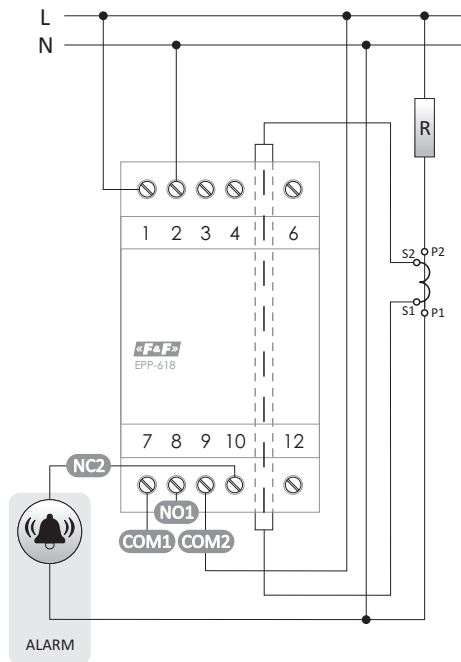 L
N
R
S2 P2
S1 P1
1 2 3 4 6
«F&F»
EPP-618
7 8 9 10 12
NC2
NO1
COM1 COM2
ALARM